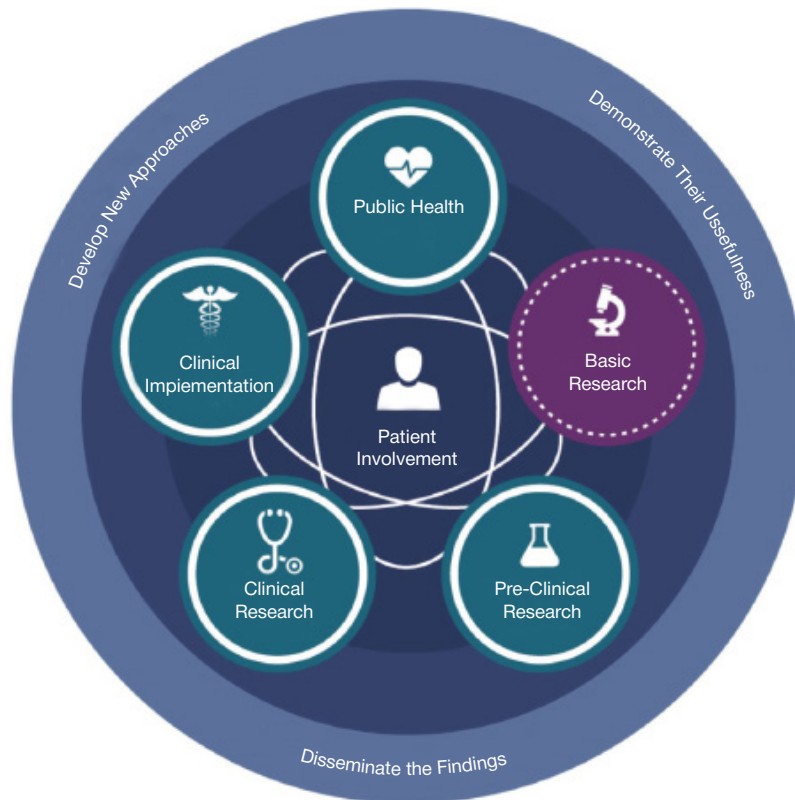 Develop New Approaches
Demonstrate Their Ussefulness
Public Health
Clinical
Impiementation
Basic
Research
Patient
Involvement
Clinical
Research
Pre-Clinical
Research
Disseminate the Findings